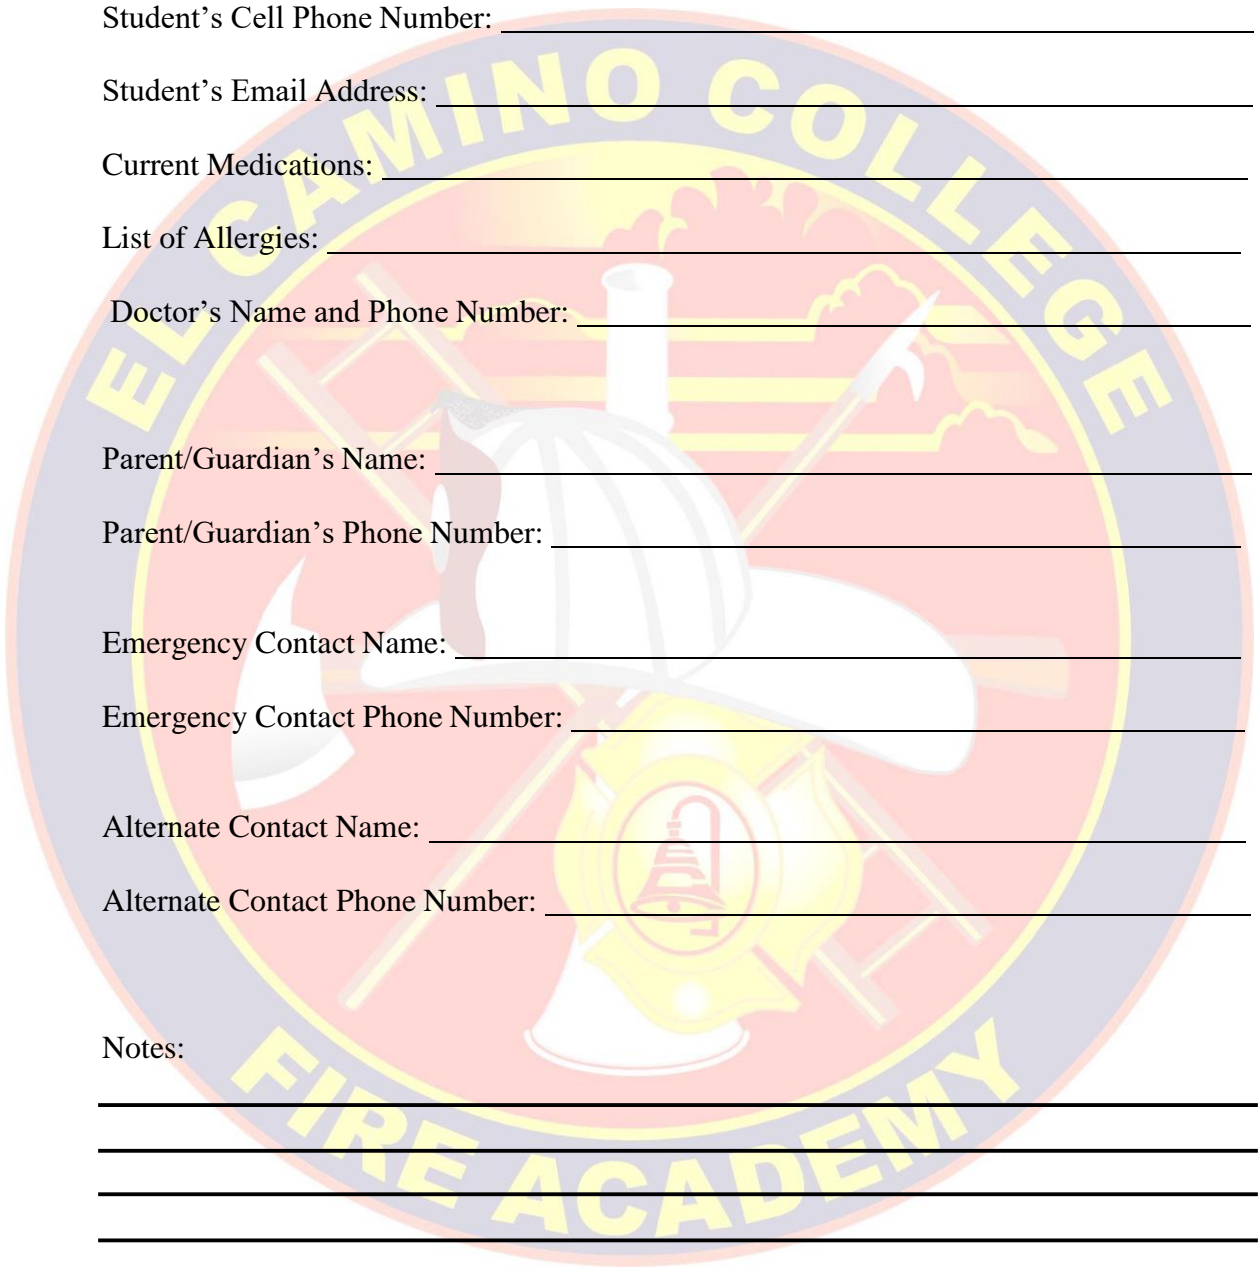 Student’s Cell Phone Number:
Student’s Email Address:
Current Medications:
List of Allergies:
Doctor’s Name and Phone Number:
Parent/Guardian’s Name:
Parent/Guardian’s Phone Number:
Emergency Contact Name:
Emergency Contact Phone Number:
Alternate Contact Name:
Alternate Contact Phone Number:
Notes:
EL CAMINO COLLEGE
FIRE ACADEMY